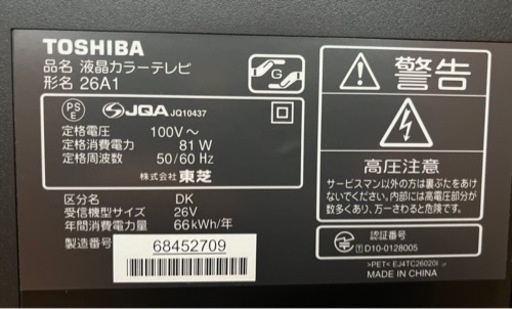 TOSHIBA
品名 液晶カラーテレビ
形名 26A1
G
PS
E
JQA JQ10437
定格電圧 100V～
定格消費電力 81 W
定格周波数 50/60 Hz
株式会社 東芝
区分名 DK
受信機型サイズ 26V
年間消費電力量 66kWh/年
製造番号
68452709
警告
高圧注意
サービスマン以外の方は裏ぶたをあけ
ないでください。内部には高電圧部分が
数多くあり、万一さわると危険です。
認証番号
T D10-0128005
>PET< EJ4TC26020I
MADE IN CHINA